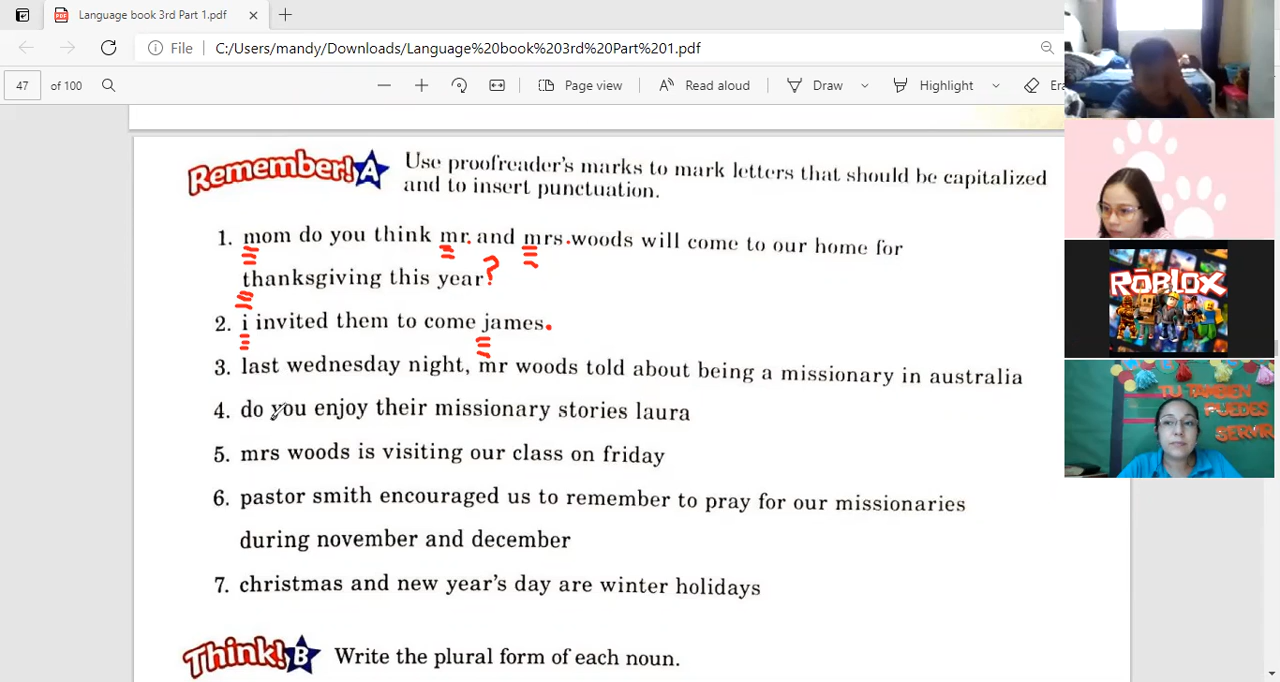 Language book 3rd Part 1.pdf
File C:/Users/mandy/Downloads/Language%20book%203rd%20Part%201.pdf
47 of 100 Page view Read aloud Draw Highlight
Remember! A Use proofreader's marks to mark letters that should be capitalized
and to insert punctuation.
1. mom do you think mr. and mrs. woods will come to our home for
thanksgiving this year?
2. i invited them to come james.
3. last wednesday night, mr woods told about being a missionary in australia
4. do you enjoy their missionary stories laura
5. mrs woods is visiting our class on friday
6. pastor smith encouraged us to remember to pray for our missionaries
during november and december
7. christmas and new year's day are winter holidays
Think! B Write the plural form of each noun.
ROBLOX
TU TAMBIEN
PUEDES
SERVIR